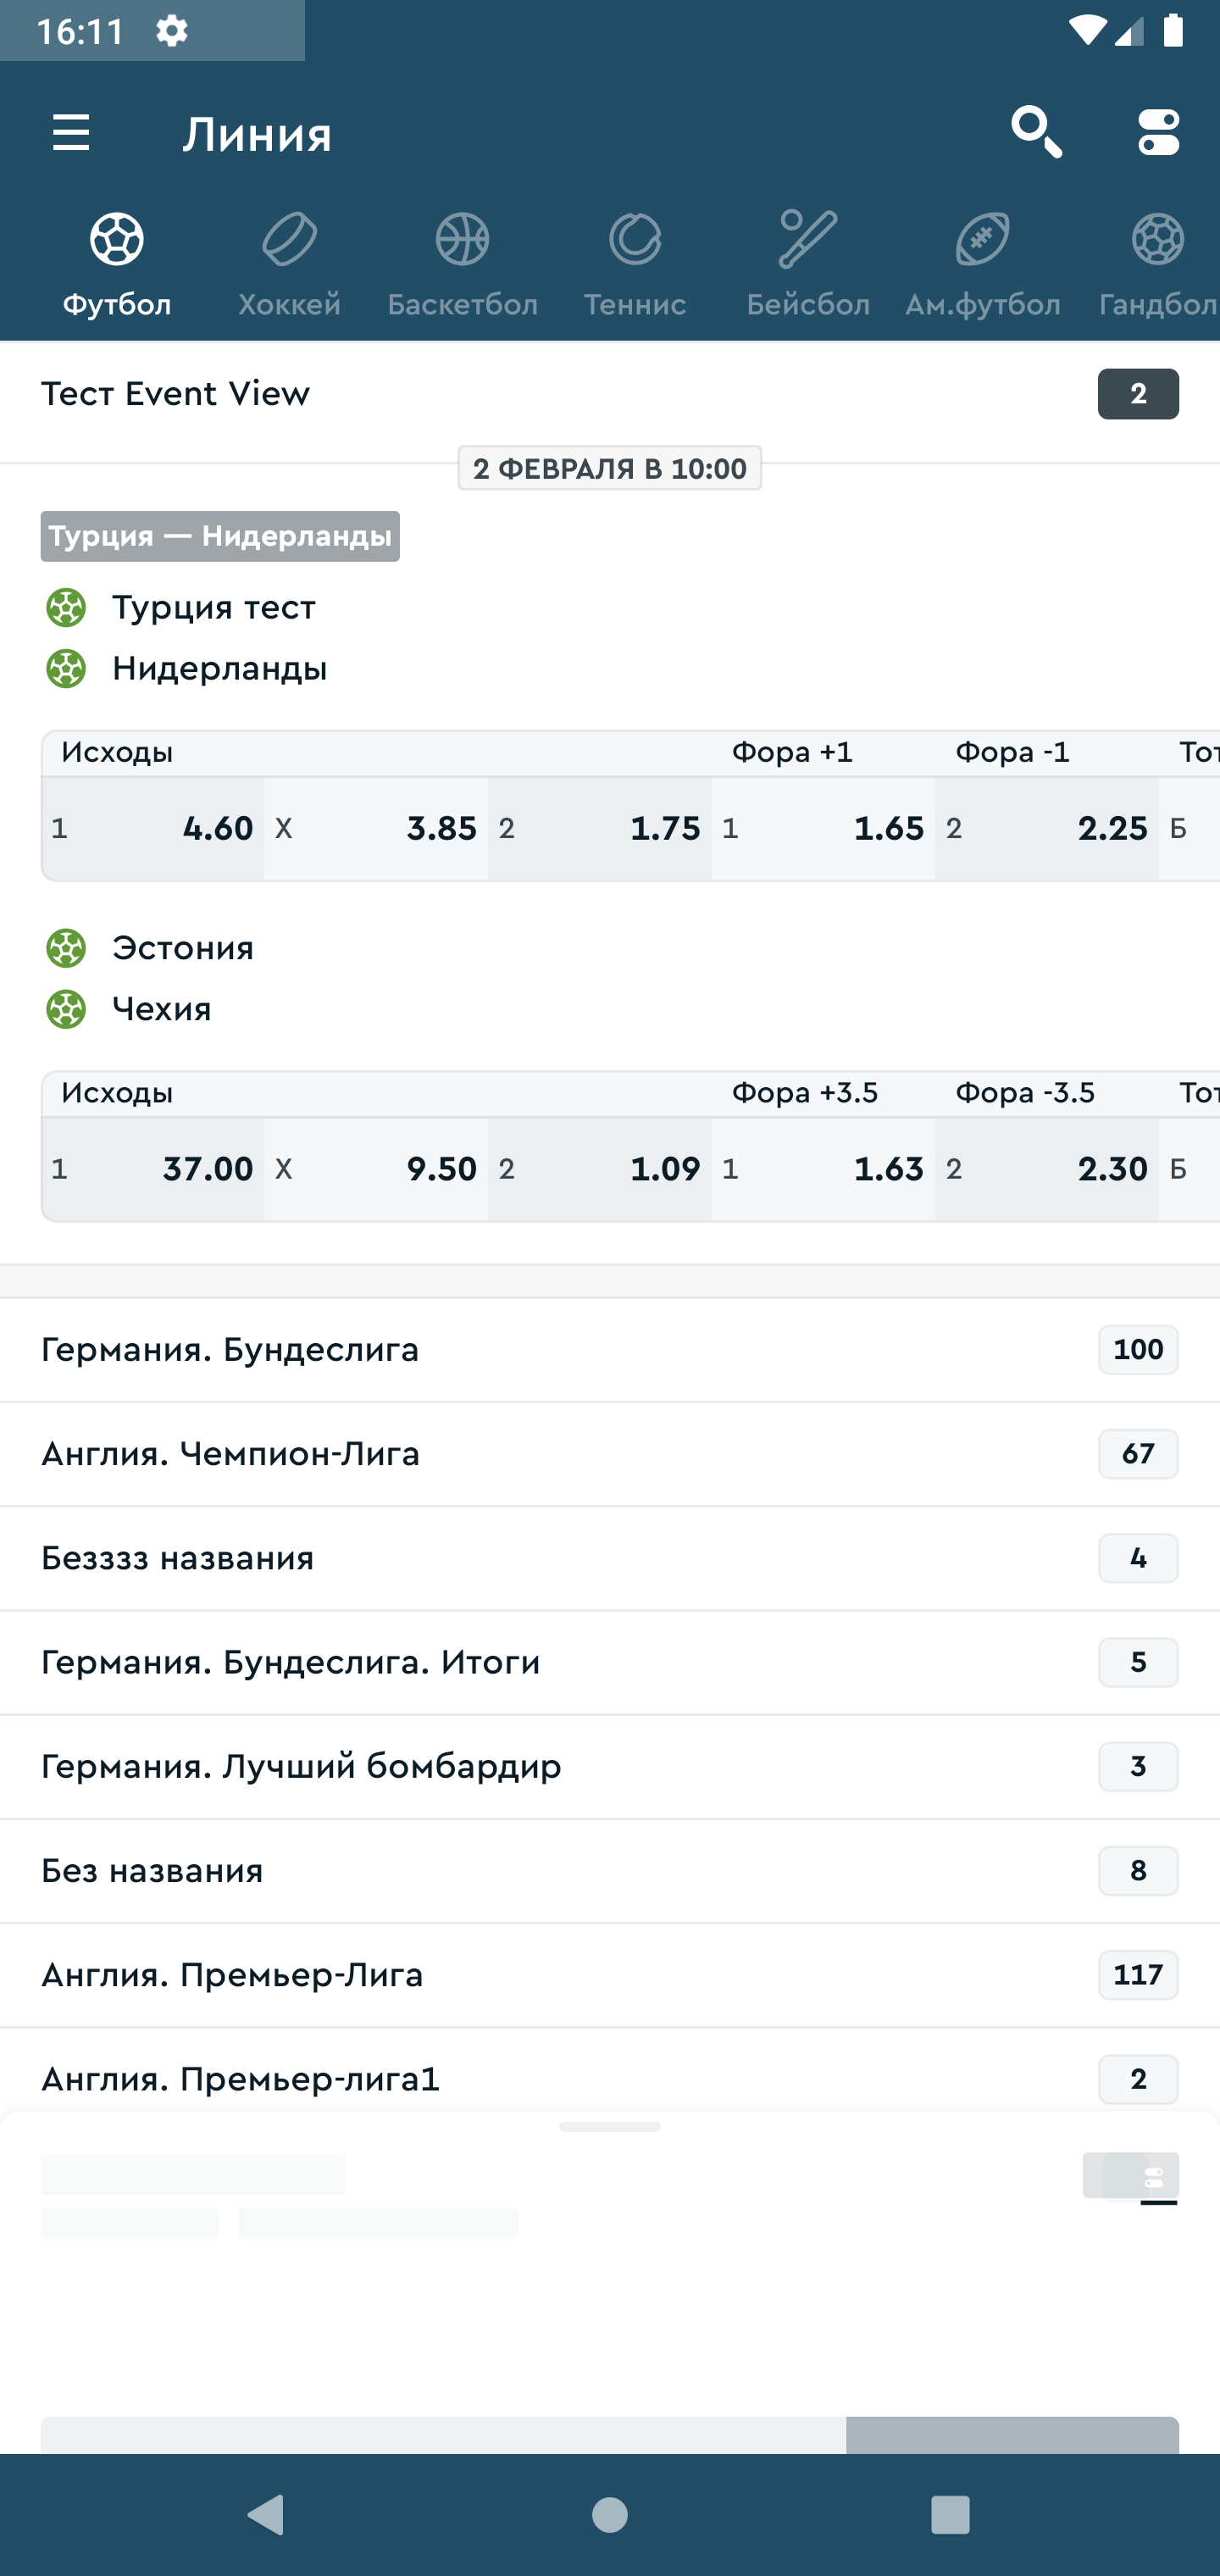 16:11
Линия
Футбол Хоккей Баскетбол Теннис Бейсбол Ам.футбол Гандбол
Тест Event View 2
2 ФЕВРАЛЯ В 10:00
Турция — Нидерланды
Турция тест
Нидерланды
Исходы Фора +1 Фора -1 Тот
1 4.60 X 3.85 2 1.75 1 1.65 2 2.25 Б
Эстония
Чехия
Исходы Фора +3.5 Фора -3.5 Тот
1 37.00 X 9.50 2 1.09 1 1.63 2 2.30 Б
Германия. Бундеслига 100
Англия. Чемпион-Лига 67
Безззз названия 4
Германия. Бундеслига. Итоги 5
Германия. Лучший бомбардир 3
Без названия 8
Англия. Премьер-Лига 117
Англия. Премьер-лига1 2